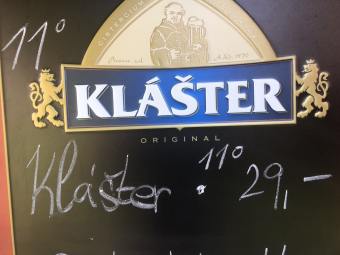 11°
KLÁŠTER
ORIGINAL
Klášter 11° 29,-